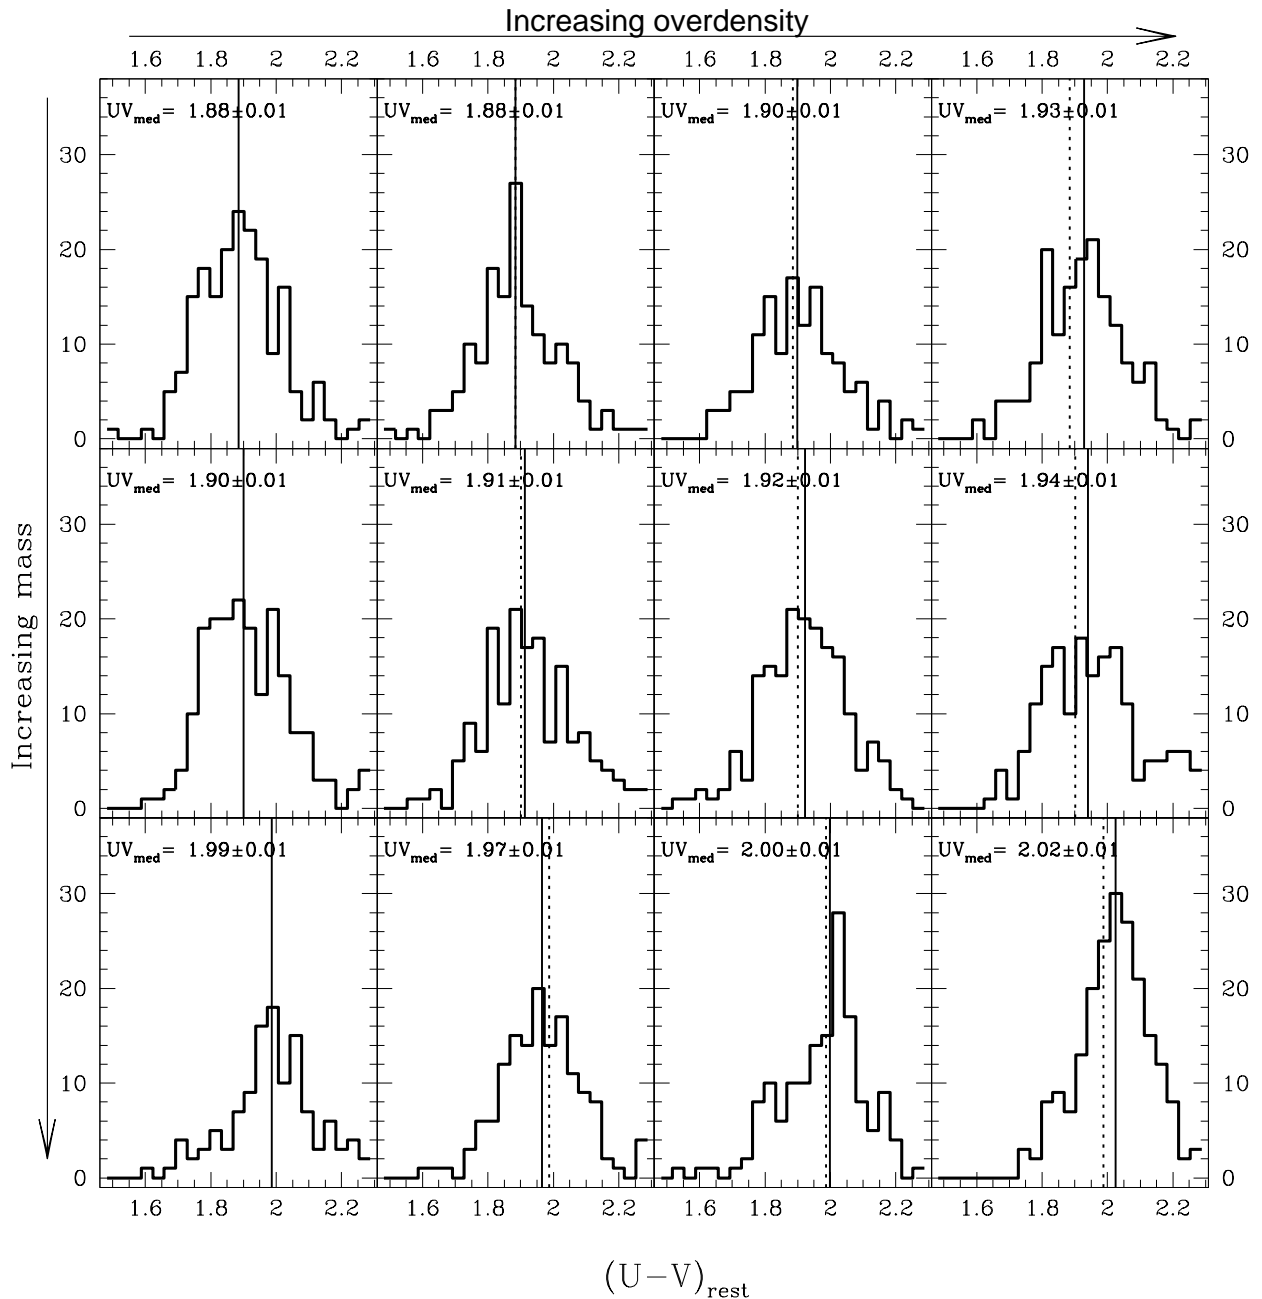 Increasing overdensity
1.6 1.8 2 2.2 1.6 1.8 2 2.2 1.6 1.8 2 2.2 1.6 1.8 2 2.2
UVmed= 1.88±0.01 UVmed= 1.88±0.01 UVmed= 1.90±0.01 UVmed= 1.93±0.01
30 30
20 20
10 10
0 0
UVmed= 1.90±0.01 UVmed= 1.91±0.01 UVmed= 1.92±0.01 UVmed= 1.94±0.01
30 30
20 20
Increasing mass
10 10
0 0
UVmed= 1.99±0.01 UVmed= 1.97±0.01 UVmed= 2.00±0.01 UVmed= 2.02±0.01
30 30
20 20
10 10
0 0
1.6 1.8 2 2.2 1.6 1.8 2 2.2 1.6 1.8 2 2.2 1.6 1.8 2 2.2
(U−V)rest